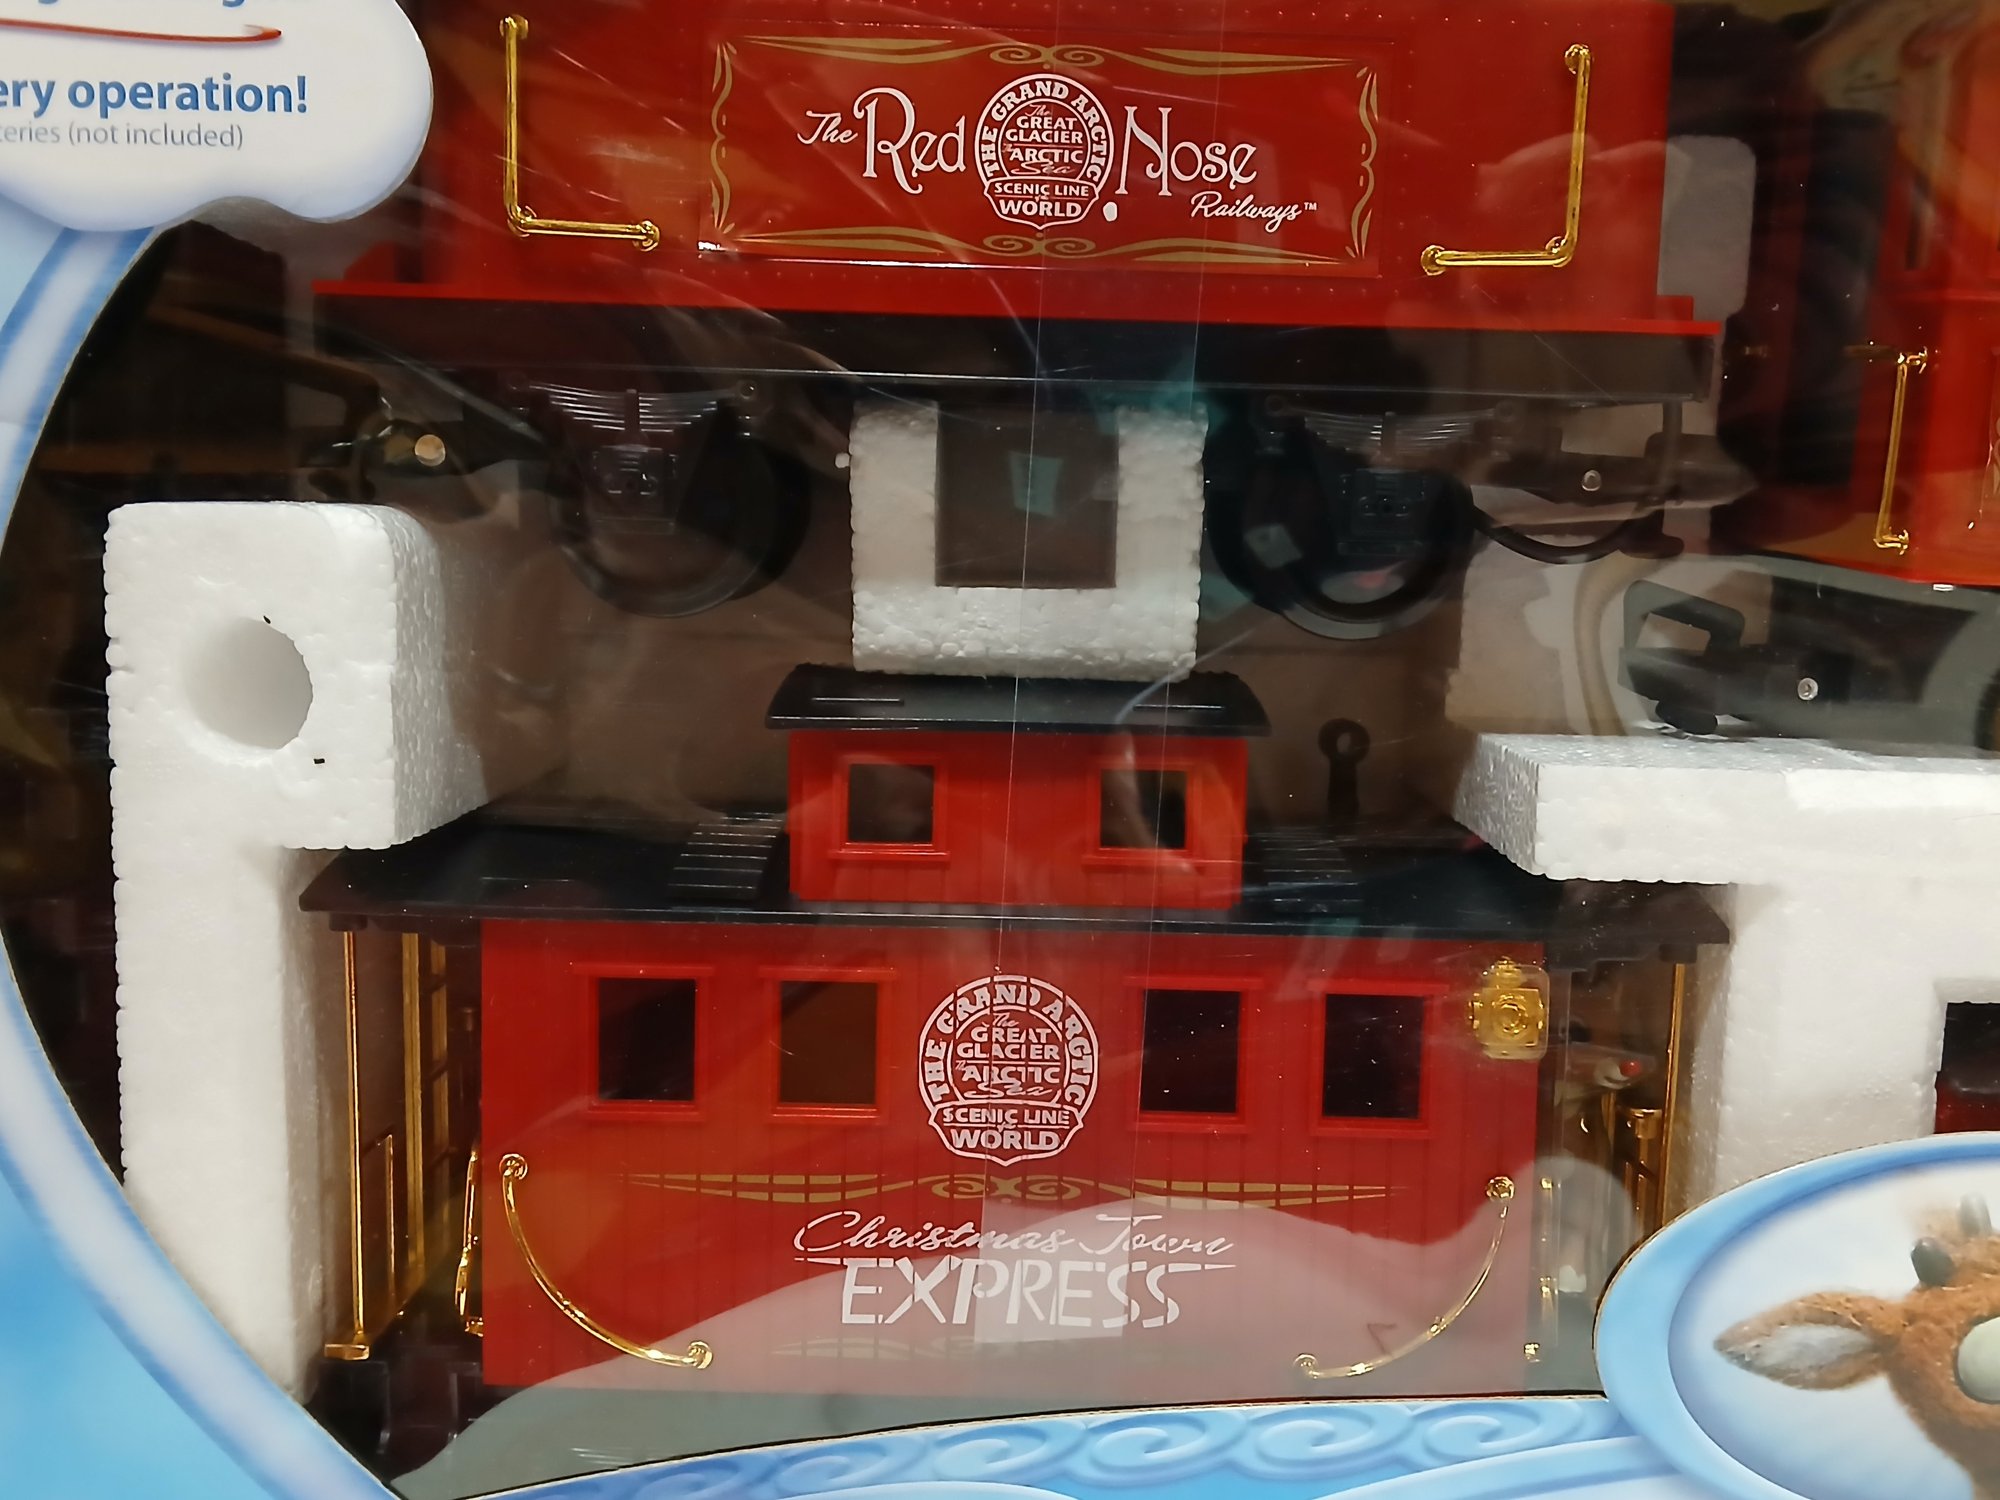 ery operation!
teries (not included)
The Red Nose
Railways™
THE GRAND ARCTIC
The
GREAT
GLACIER
ARCTIC
Sea
SCENIC LINE
of the
WORLD
THE GRAND ARCTIC
The
GREAT
GLACIER
ARCTIC
Sea
SCENIC LINE
of the
WORLD
Christmas Town
EXPRESS